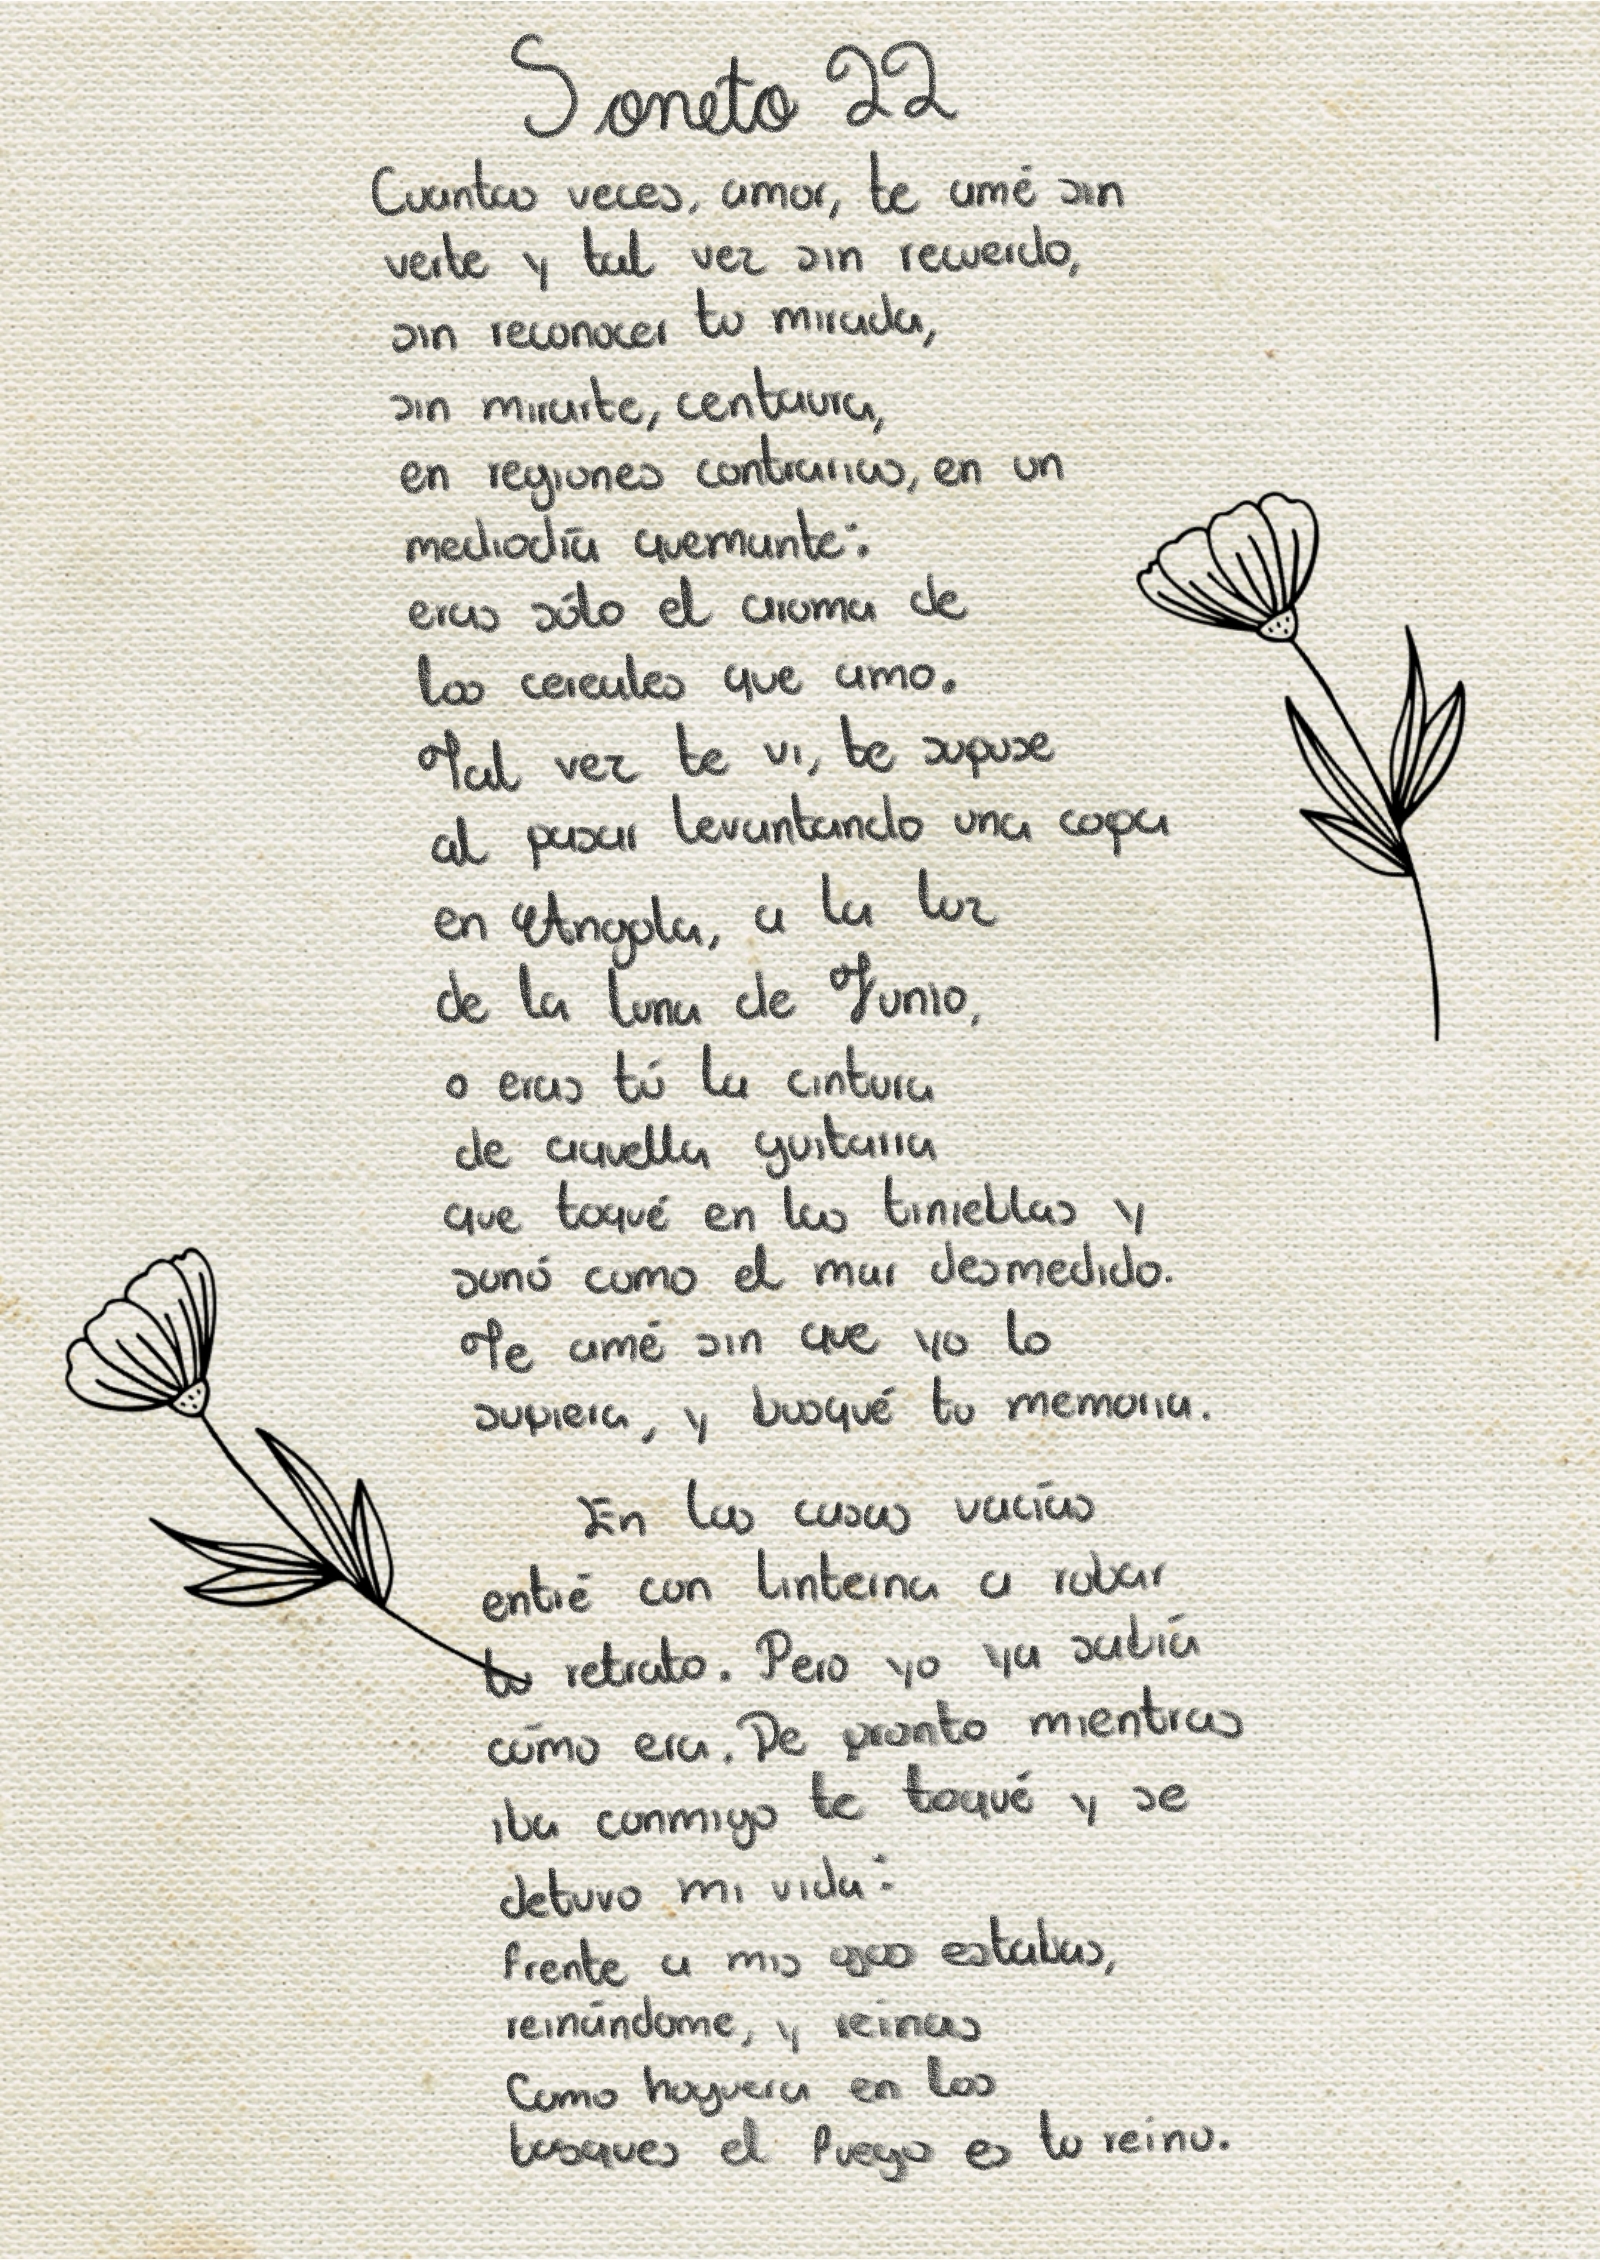 Soneto 22
Cuantas veces, amor, te amé sin
verte y tal vez sin recuerdo,
sin reconocer tu mirada,
sin mirarte, centaura,
en regiones contrarias, en un
mediodía quemante:
eras sólo el aroma de
los cereales que amo.
Tal vez te vi, te supuse
al pasar levantando una copa
en Angola, a la luz
de la luna de Junio,
o eras tú la cintura
de aquella guitarra
que toqué en las tinieblas y
sonó como el mar desmedido.
Te amé sin que yo lo
supiera, y busqué tu memoria.
En las casas vacías
entré con linterna a robar
tu retrato. Pero yo ya sabía
cómo era. De pronto mientras
iba conmigo te toqué y se
detuvo mi vida:
frente a mis ojos estabas,
reinándome, y reinas
Como hoguera en los
bosques el fuego es tu reino.